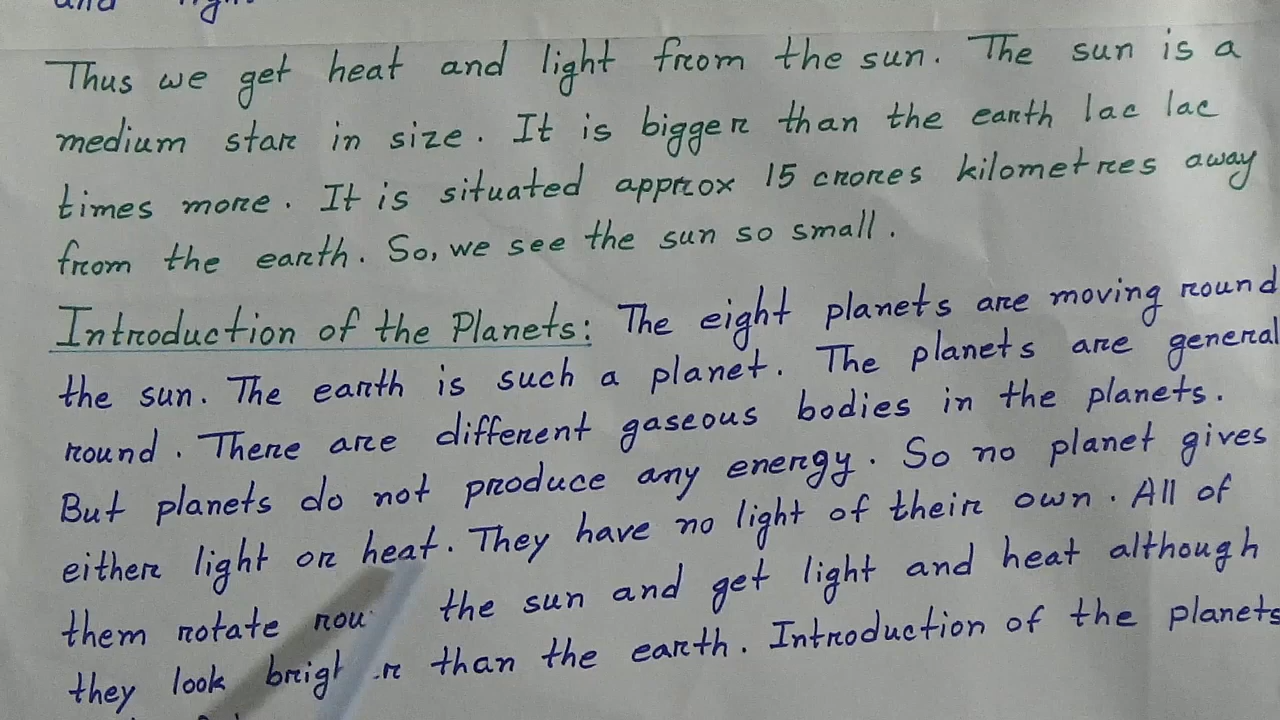 Thus we get heat and light from the sun. The sun is a
medium star in size. It is bigger than the earth lac lac
times more. It is situated approx 15 crores kilometres away
from the earth. So, we see the sun so small.
Introduction of the Planets: The eight planets are moving round
the sun. The earth is such a planet. The planets are general
round. There are different gaseous bodies in the planets.
But planets do not produce any energy. So no planet gives
either light or heat. They have no light of their own. All of
them rotate the sun and get light and heat although
they look than the earth. Introduction of the planets